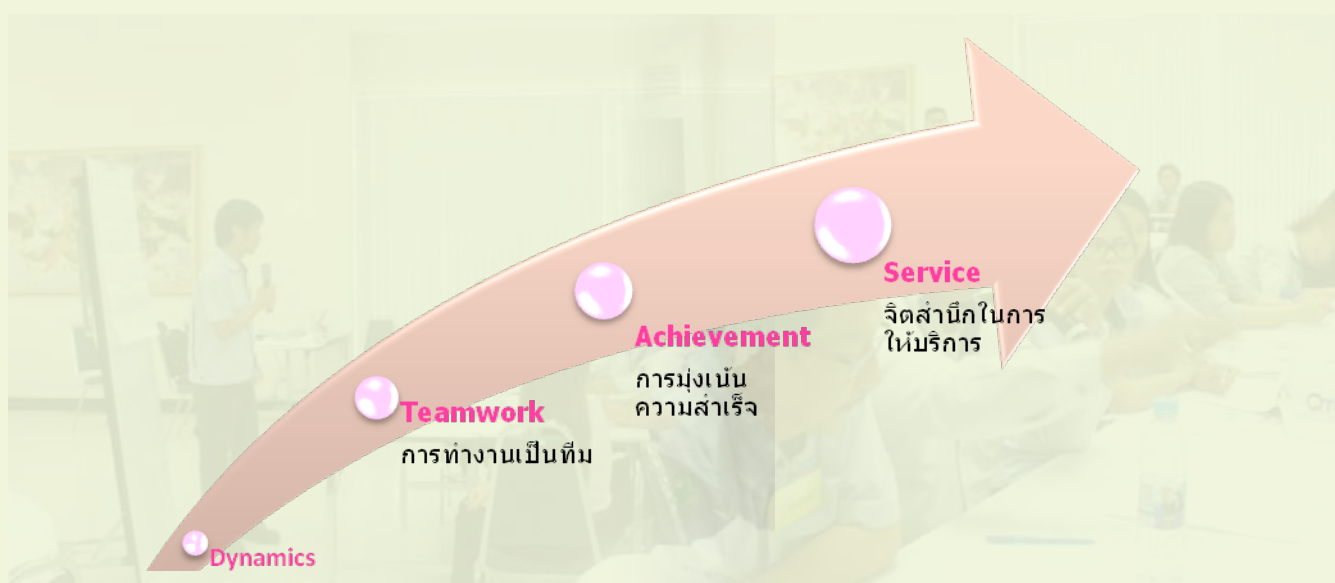 Service
จิตสำนึกในการ
ให้บริการ
Achievement
การมุ่งเน้น
ความสำเร็จ
Teamwork
การทำงานเป็นทีม
Dynamics